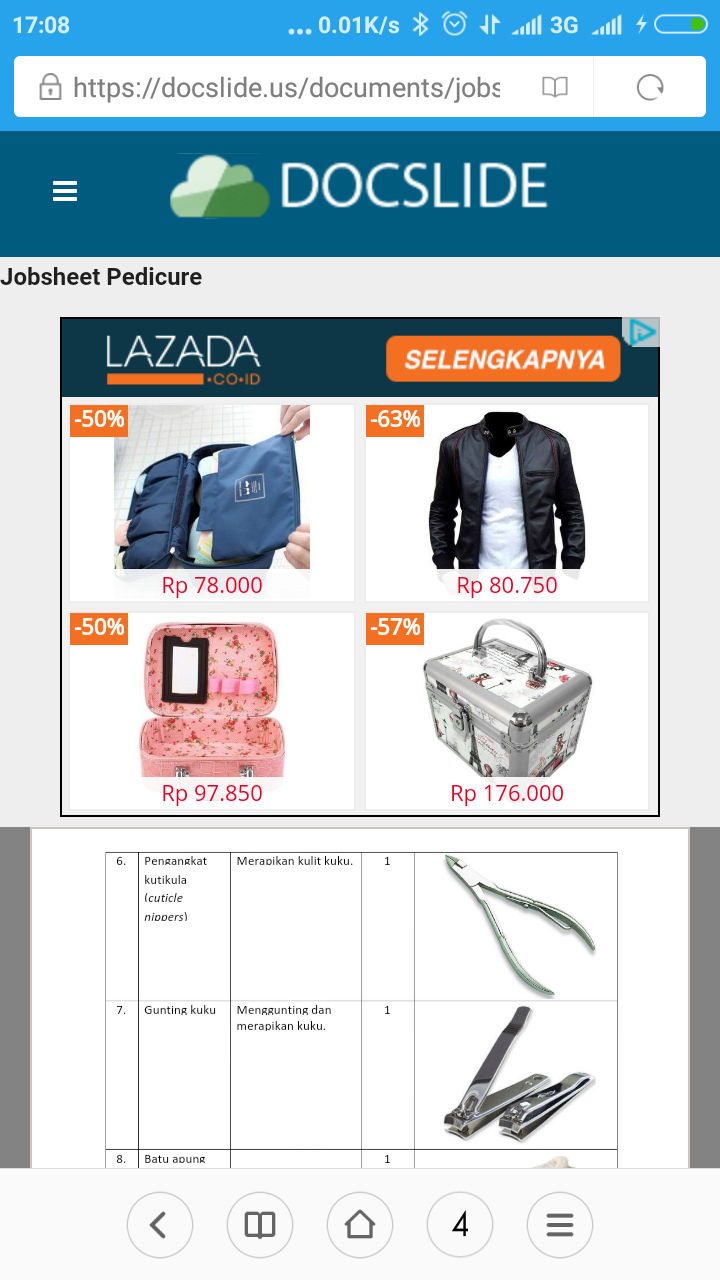 17:08
... 0.01K/s 3G
https://docslide.us/documents/jobs
DOCSLIDE
Jobsheet Pedicure
LAZADA
.CO.ID
SELENGKAPNYA
-50%
-63%
Rp 78.000
Rp 80.750
-50%
-57%
Rp 97.850
Rp 176.000
6. Pengangkat Merapikan kulit kuku. 1
kutikula
(cuticle
nippers)
7. Gunting kuku Menggunting dan 1
merapikan kuku.
8. Batu apung 1
4